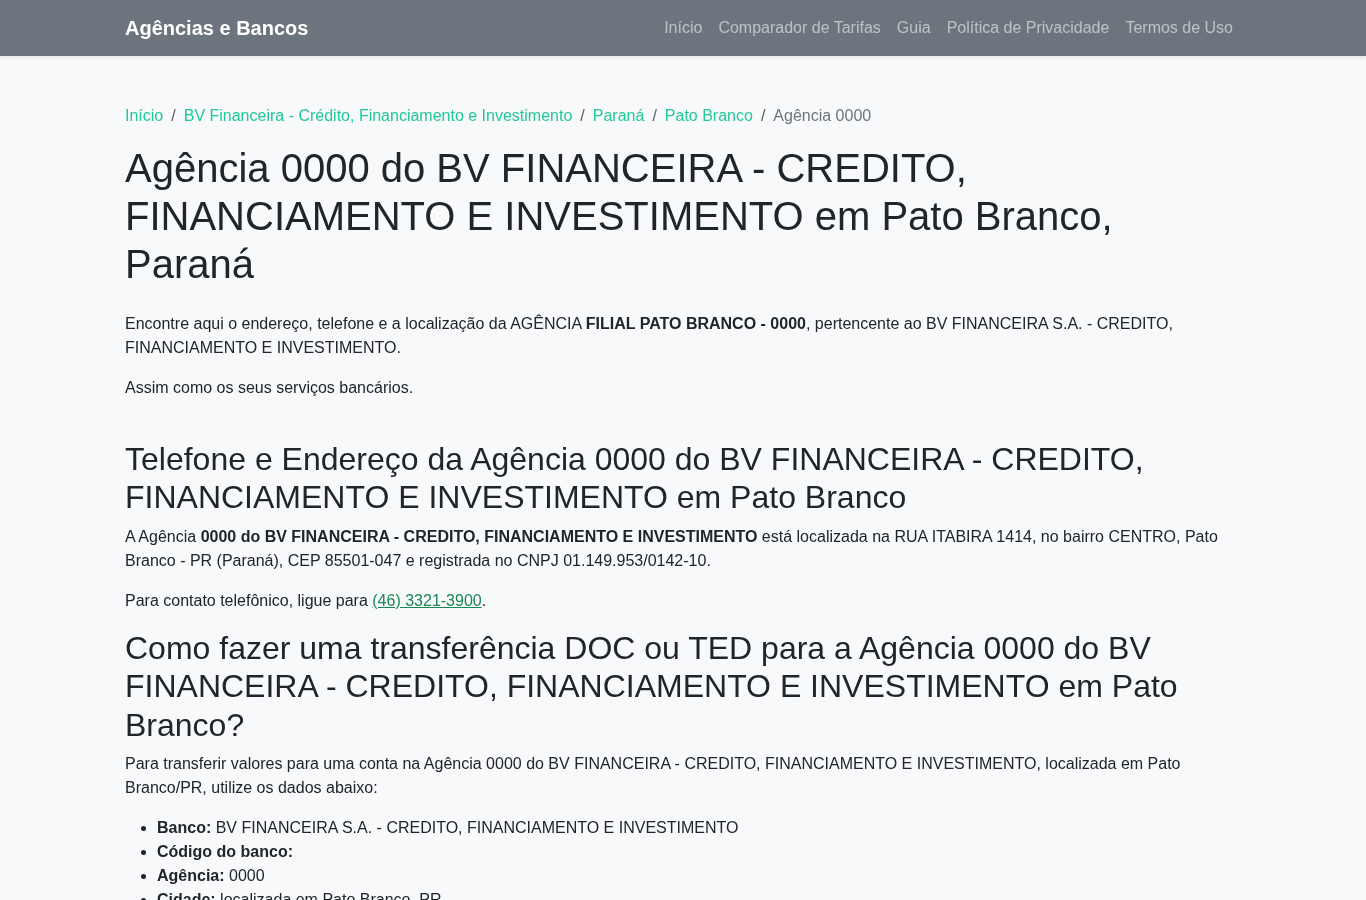 Agências e Bancos
Início
Comparador de Tarifas
Guia
Política de Privacidade
Termos de Uso
Início / BV Financeira - Crédito, Financiamento e Investimento / Paraná / Pato Branco / Agência 0000
Agência 0000 do BV FINANCEIRA - CREDITO,
FINANCIAMENTO E INVESTIMENTO em Pato Branco,
Paraná
Encontre aqui o endereço, telefone e a localização da AGÊNCIA FILIAL PATO BRANCO - 0000, pertencente ao BV FINANCEIRA S.A. - CREDITO,
FINANCIAMENTO E INVESTIMENTO.
Assim como os seus serviços bancários.
Telefone e Endereço da Agência 0000 do BV FINANCEIRA - CREDITO,
FINANCIAMENTO E INVESTIMENTO em Pato Branco
A Agência 0000 do BV FINANCEIRA - CREDITO, FINANCIAMENTO E INVESTIMENTO está localizada na RUA ITABIRA 1414, no bairro CENTRO, Pato
Branco - PR (Paraná), CEP 85501-047 e registrada no CNPJ 01.149.953/0142-10.
Para contato telefônico, ligue para (46) 3321-3900.
Como fazer uma transferência DOC ou TED para a Agência 0000 do BV
FINANCEIRA - CREDITO, FINANCIAMENTO E INVESTIMENTO em Pato
Branco?
Para transferir valores para uma conta na Agência 0000 do BV FINANCEIRA - CREDITO, FINANCIAMENTO E INVESTIMENTO, localizada em Pato
Branco/PR, utilize os dados abaixo:
• Banco: BV FINANCEIRA S.A. - CREDITO, FINANCIAMENTO E INVESTIMENTO
• Código do banco:
• Agência: 0000
• Cidade: localizada em Pato Branco, PR